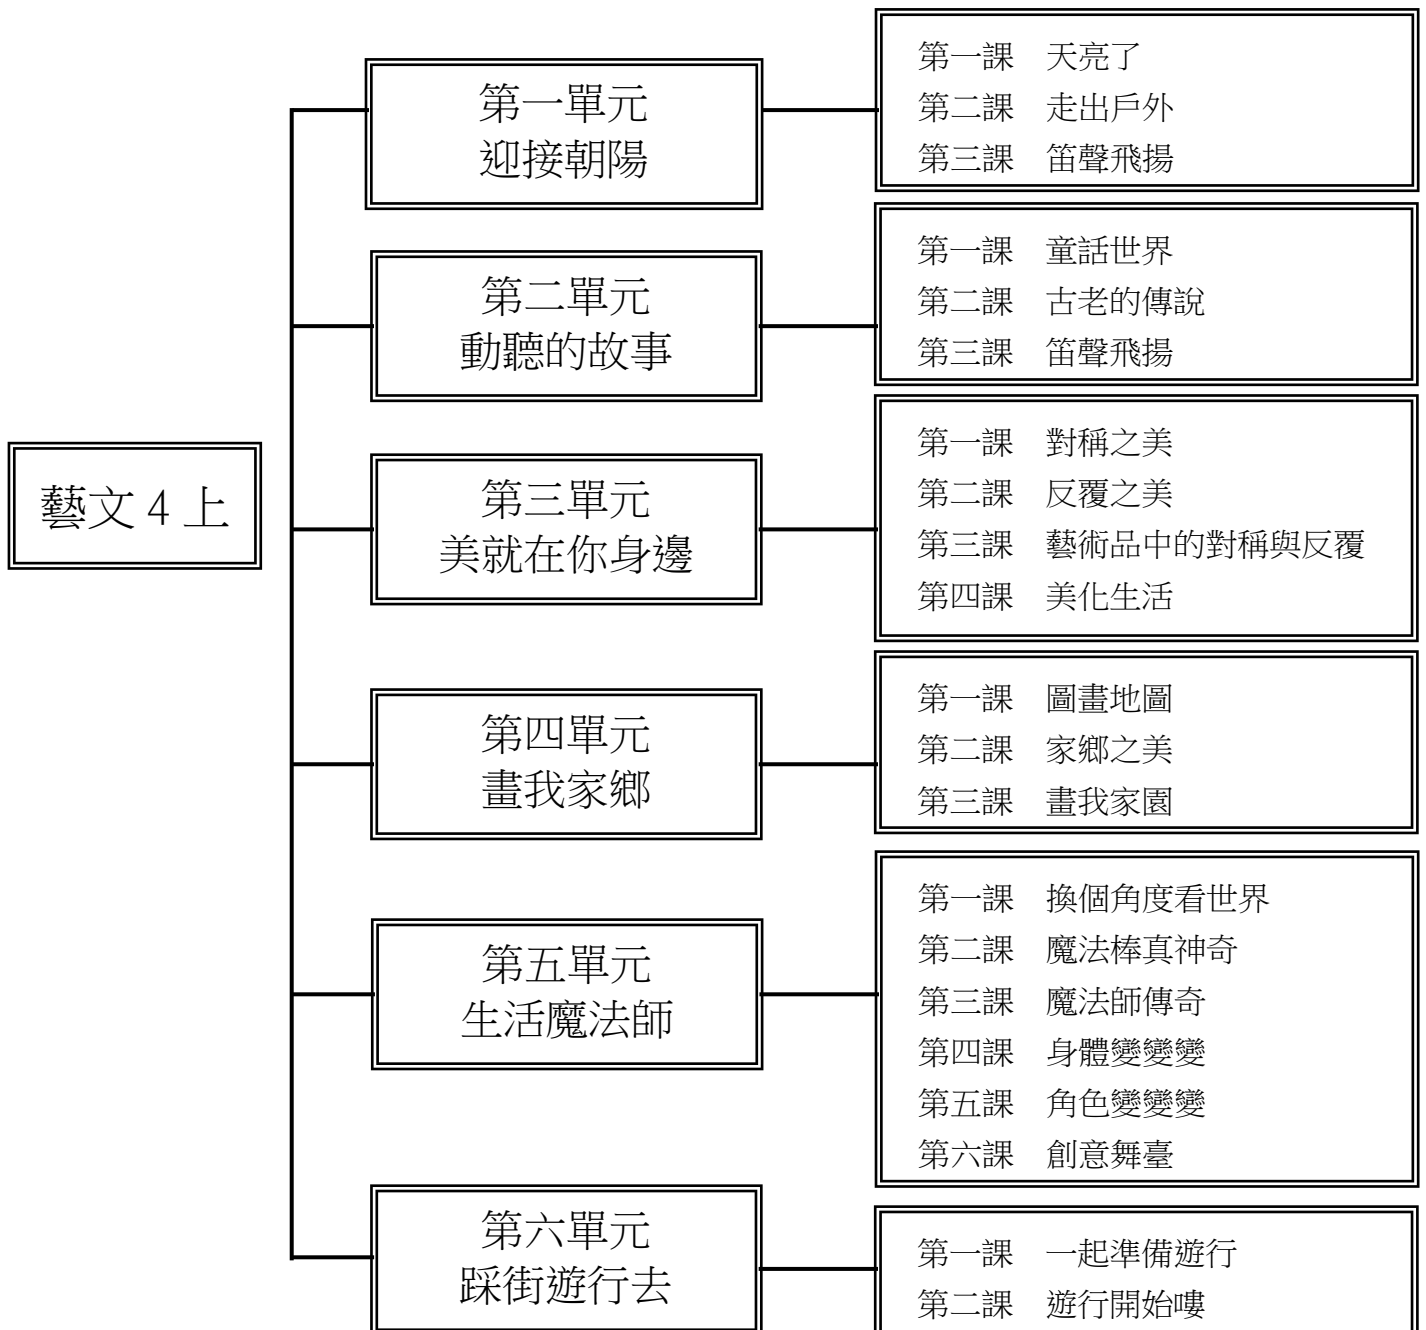 藝文 4 上
第一單元
迎接朝陽
第一課　天亮了
第二課　走出戶外
第三課　笛聲飛揚
第二單元
動聽的故事
第一課　童話世界
第二課　古老的傳說
第三課　笛聲飛揚
第三單元
美就在你身邊
第一課　對稱之美
第二課　反覆之美
第三課　藝術品中的對稱與反覆
第四課　美化生活
第四單元
畫我家鄉
第一課　圖畫地圖
第二課　家鄉之美
第三課　畫我家園
第五單元
生活魔法師
第一課　換個角度看世界
第二課　魔法棒真神奇
第三課　魔法師傳奇
第四課　身體變變變
第五課　角色變變變
第六課　創意舞臺
第六單元
踩街遊行去
第一課　一起準備遊行
第二課　遊行開始嘍